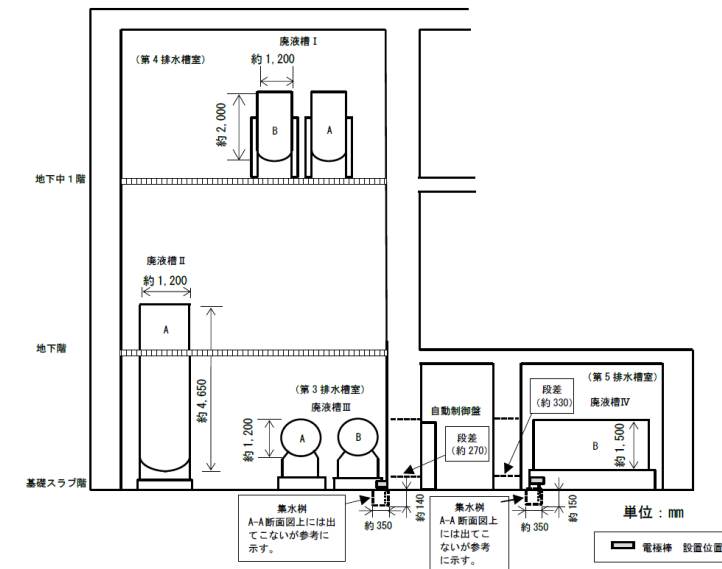 廃液槽Ⅰ
（第４排水槽室）
約１,２００
約２,０００
B
A
地下中１階
廃液槽Ⅱ
約１,２００
A
地下階
約４,６５０
（第３排水槽室）
廃液槽Ⅲ
約１,２００
A
B
自動制御盤
段差
（約２７０）
段差
（約３３０）
（第５排水槽室）
廃液槽Ⅳ
B
約１,５００
基礎スラブ階
集水桝
A-A 断面図上には出
てこないが参考に
示す。
約３５０
約１４０
集水桝
A-A 断面図上
には出てこ
ないが参考
に示す。
約３５０
約１５０
単位：㎜
電極棒　設置位置